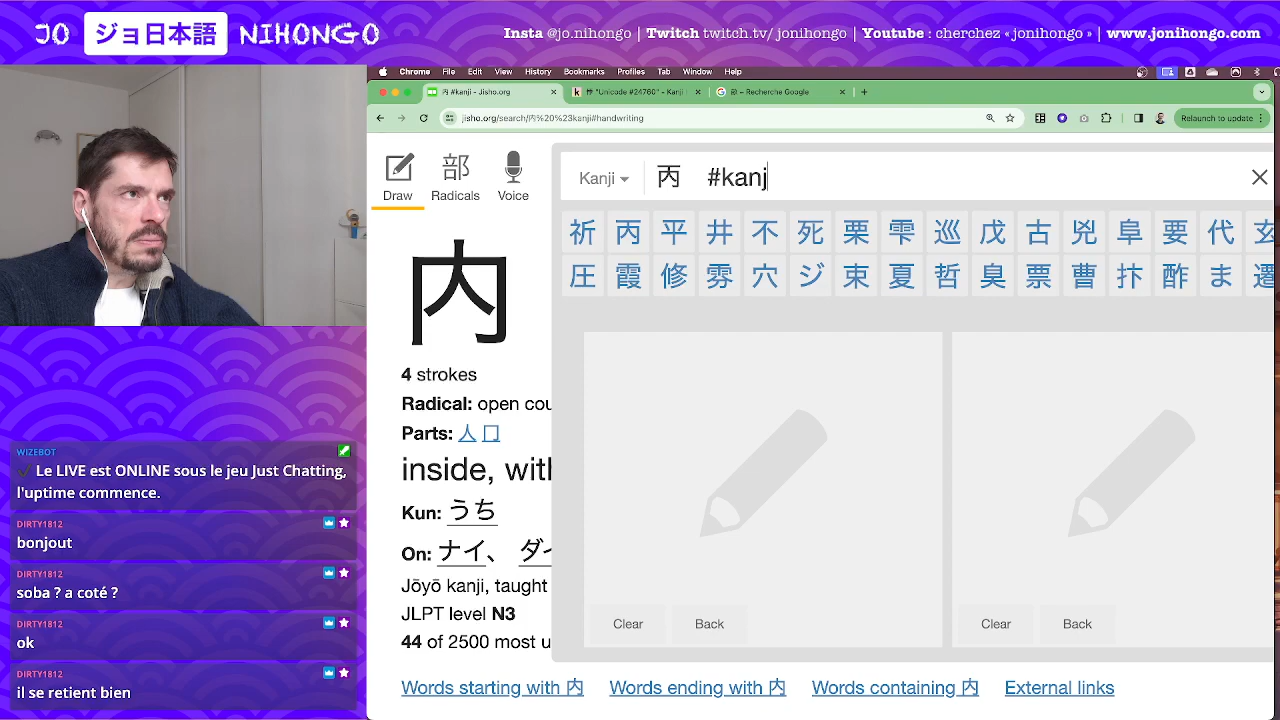 JO ジョ日本語 NIHONGO
Insta @jo.nihongo | Twitch twitch.tv/ jonihongo | Youtube : cherchez « jonihongo » | www.jonihongo.com
Chrome File Edit View History Bookmarks Profiles Tab Window Help
内 #kanji - Jisho.org
"Unicode #24760" - Kanji
– Recherche Google
jisho.org/search/内%20%23kanji#handwriting
Relaunch to update
Draw
部 Radicals
Voice
Kanji 丙 #kanj
祈 丙 平 井 不 死 栗 雫 巡 戊 古 兇 阜 要 代 玄
圧 霞 修 雰 穴 ジ 束 夏 哲 臭 票 曹 抃 酢 ま 遷
内
4 strokes
Radical: open cou
Parts: 人 冂
inside, with
Kun: うち
On: ナイ、 ダイ
Jōyō kanji, taught
JLPT level N3
44 of 2500 most u
Clear Back
Clear Back
Words starting with 内 Words ending with 内 Words containing 内 External links
WIZEBOT
Le LIVE est ONLINE sous le jeu Just Chatting,
l'uptime commence.
DIRTY1812
bonjout
DIRTY1812
soba ? a coté ?
DIRTY1812
ok
DIRTY1812
il se retient bien